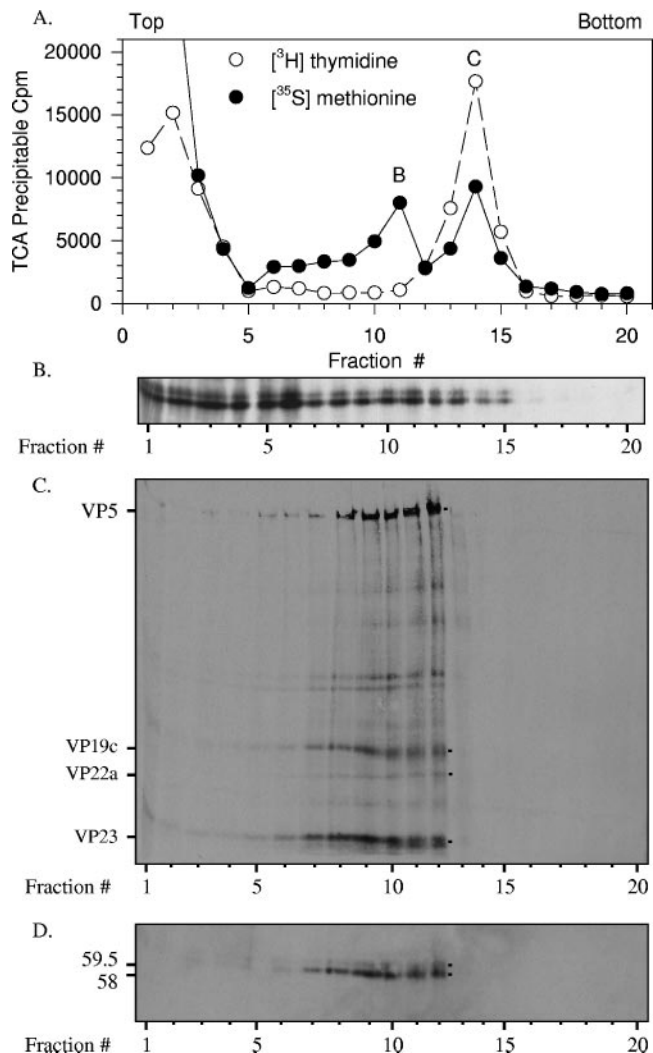 A.
Top Bottom
20000
15000
10000
5000
0
TCA Precipitable Cpm
[³H] thymidine
[³⁵S] methionine
B
C
0 5 10 15 20
Fraction #
B.
Fraction # 1 5 10 15 20
C.
VP5
VP19c
VP22a
VP23
Fraction # 1 5 10 15 20
D.
59.5
58
Fraction # 1 5 10 15 20